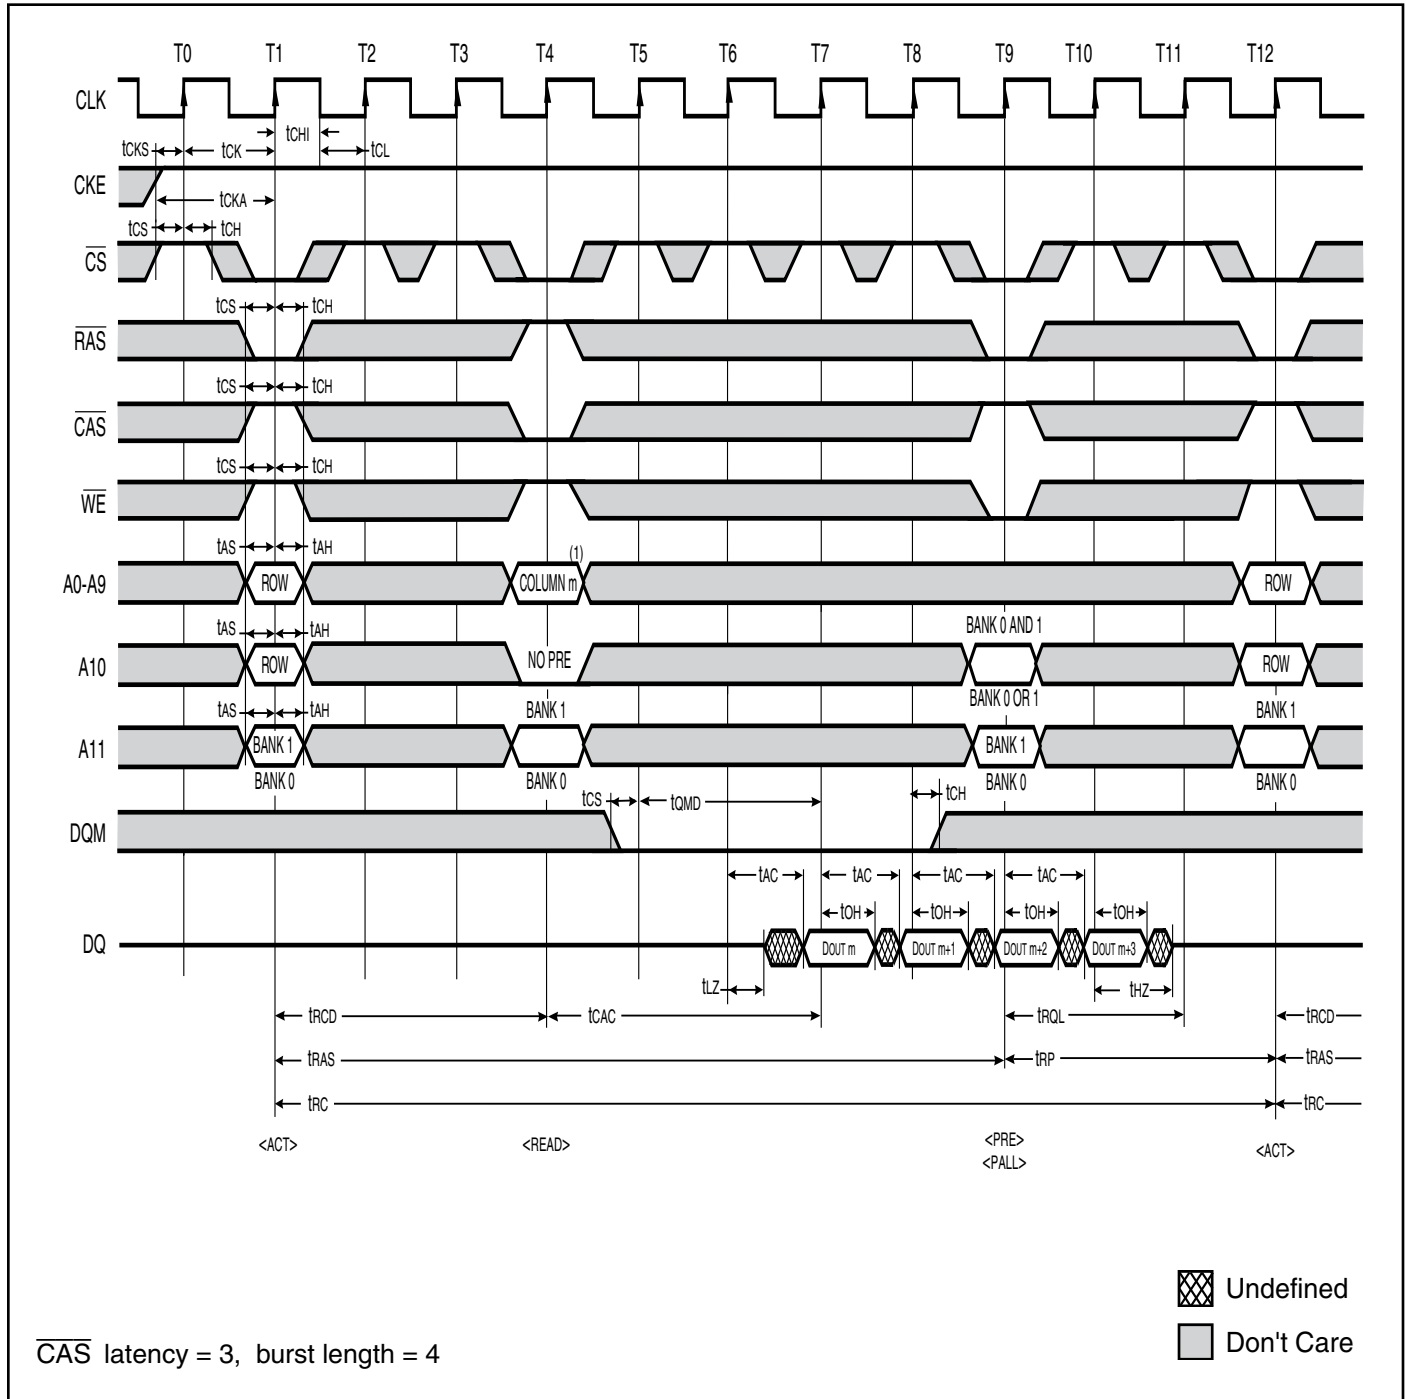 T0 T1 T2 T3 T4 T5 T6 T7 T8 T9 T10 T11 T12
CLK
tCHI
tCKS tCK tCL
CKE
tCKA
tCS tCH
CS
tCS tCH
RAS
tCS tCH
CAS
tCS tCH
WE
tAS tAH (1)
A0-A9 ROW COLUMN m ROW
tAS tAH BANK 0 AND 1
A10 ROW NO PRE ROW
BANK 0 OR 1
tAS tAH BANK 1 BANK 1
A11 BANK 1 BANK 1
BANK 0 BANK 0 BANK 0 BANK 0
tCS tQMD tCH
DQM
tAC tAC tAC tAC
tOH tOH tOH tOH
DQ DOUT m DOUT m+1 DOUT m+2 DOUT m+3
tLZ tHZ
tRCD tCAC tRQL tRCD
tRAS tRP tRAS
tRC tRC
<ACT> <READ> <PRE> <ACT>
<PALL>
Undefined
Don't Care
CAS latency = 3, burst length = 4